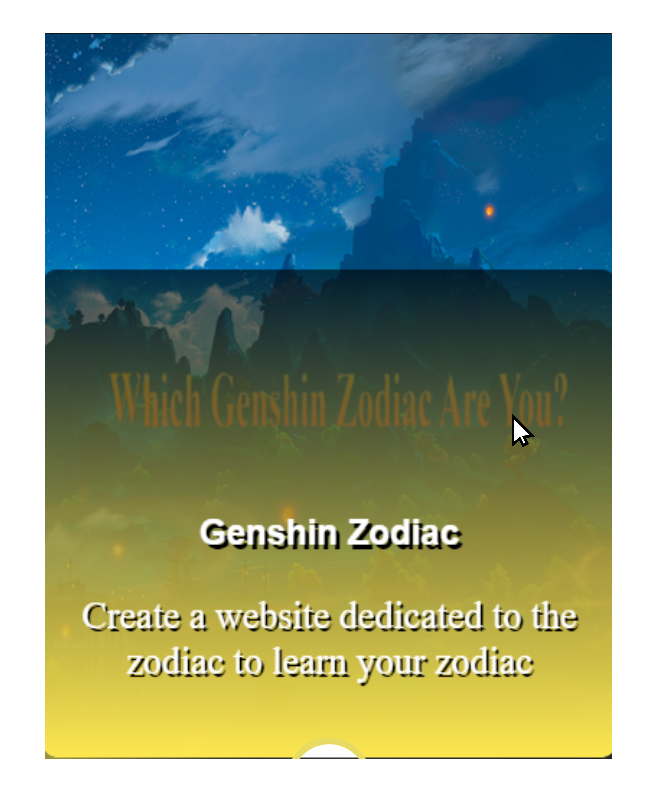 Which Genshin Zodiac Are You?
Genshin Zodiac
Create a website dedicated to the
zodiac to learn your zodiac